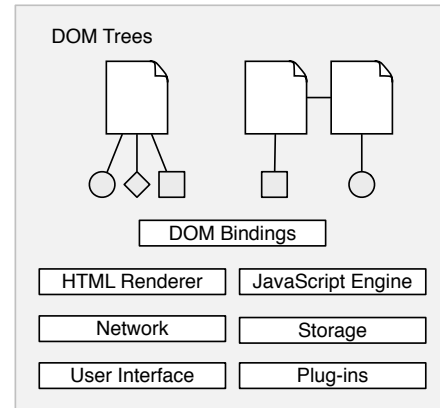 DOM Trees
DOM Bindings
HTML Renderer
JavaScript Engine
Network
Storage
User Interface
Plug-ins